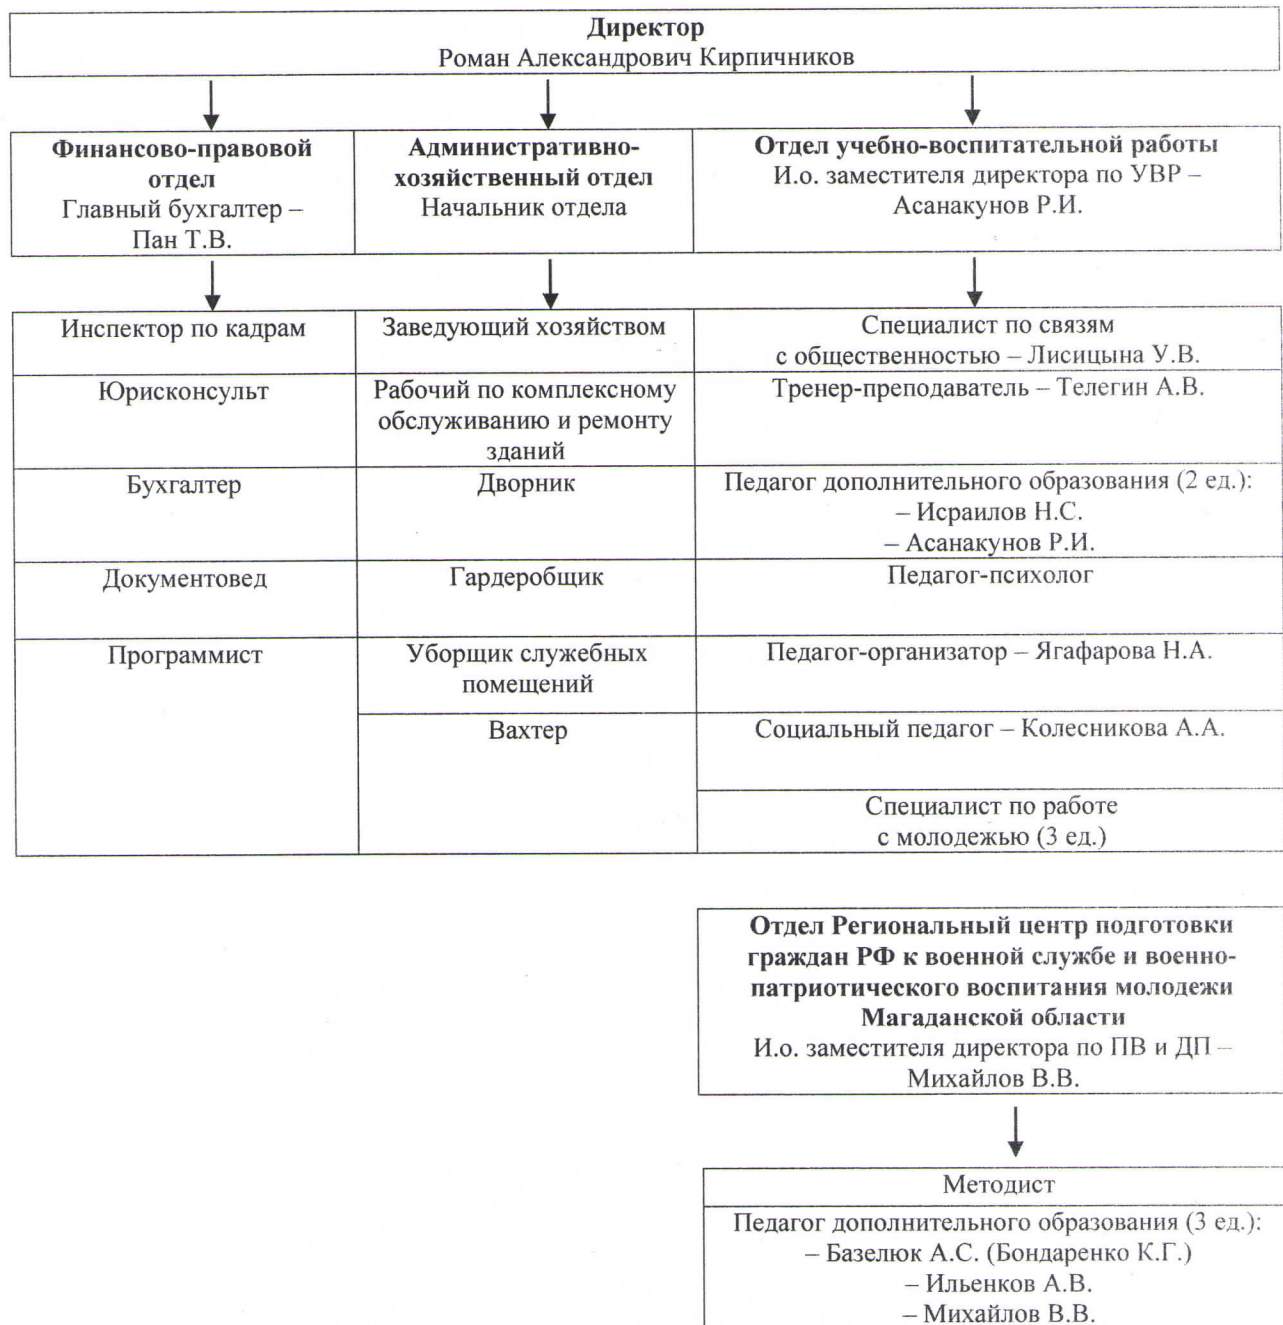 Директор
Роман Александрович Кирпичников
Финансово-правовой
отдел
Главный бухгалтер –
Пан Т.В.
Административно-
хозяйственный отдел
Начальник отдела
Отдел учебно-воспитательной работы
И.о. заместителя директора по УВР –
Асанакунов Р.И.
Инспектор по кадрам
Заведующий хозяйством
Специалист по связям
с общественностью – Лисицына У.В.
Юрисконсульт
Рабочий по комплексному
обслуживанию и ремонту
зданий
Тренер-преподаватель – Телегин А.В.
Бухгалтер
Дворник
Педагог дополнительного образования (2 ед.):
– Исраилов Н.С.
– Асанакунов Р.И.
Документовед
Гардеробщик
Педагог-психолог
Программист
Уборщик служебных
помещений
Педагог-организатор – Ягафарова Н.А.
Вахтер
Социальный педагог – Колесникова А.А.
Специалист по работе
с молодежью (3 ед.)
Отдел Региональный центр подготовки
граждан РФ к военной службе и военно-
патриотического воспитания молодежи
Магаданской области
И.о. заместителя директора по ПВ и ДП –
Михайлов В.В.
Методист
Педагог дополнительного образования (3 ед.):
– Базелюк А.С. (Бондаренко К.Г.)
– Ильенков А.В.
– Михайлов В.В.